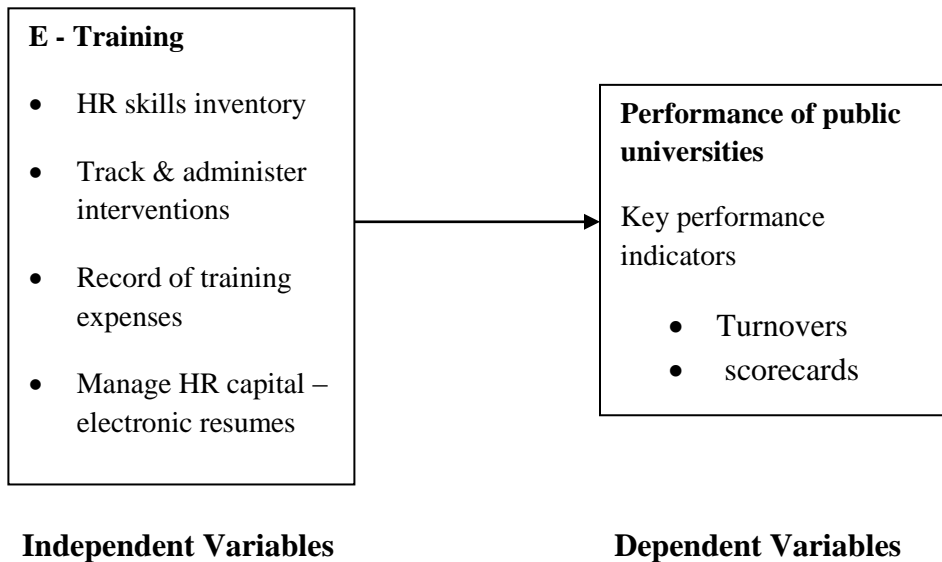 E - Training
• HR skills inventory
• Track & administer
interventions
• Record of training
expenses
• Manage HR capital –
electronic resumes
Performance of public
universities
Key performance
indicators
• Turnovers
• scorecards
Independent Variables
Dependent Variables